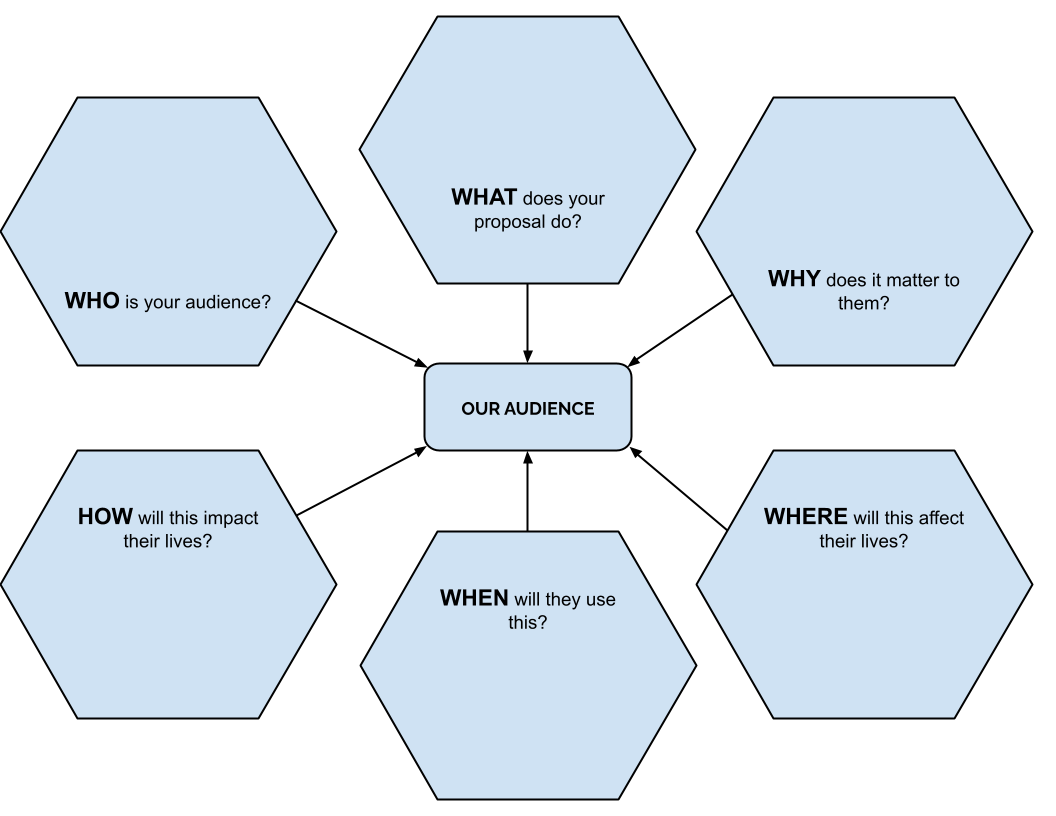 WHAT does your
proposal do?
WHO is your audience?
WHY does it matter to
them?
OUR AUDIENCE
HOW will this impact
their lives?
WHEN will they use
this?
WHERE will this affect
their lives?